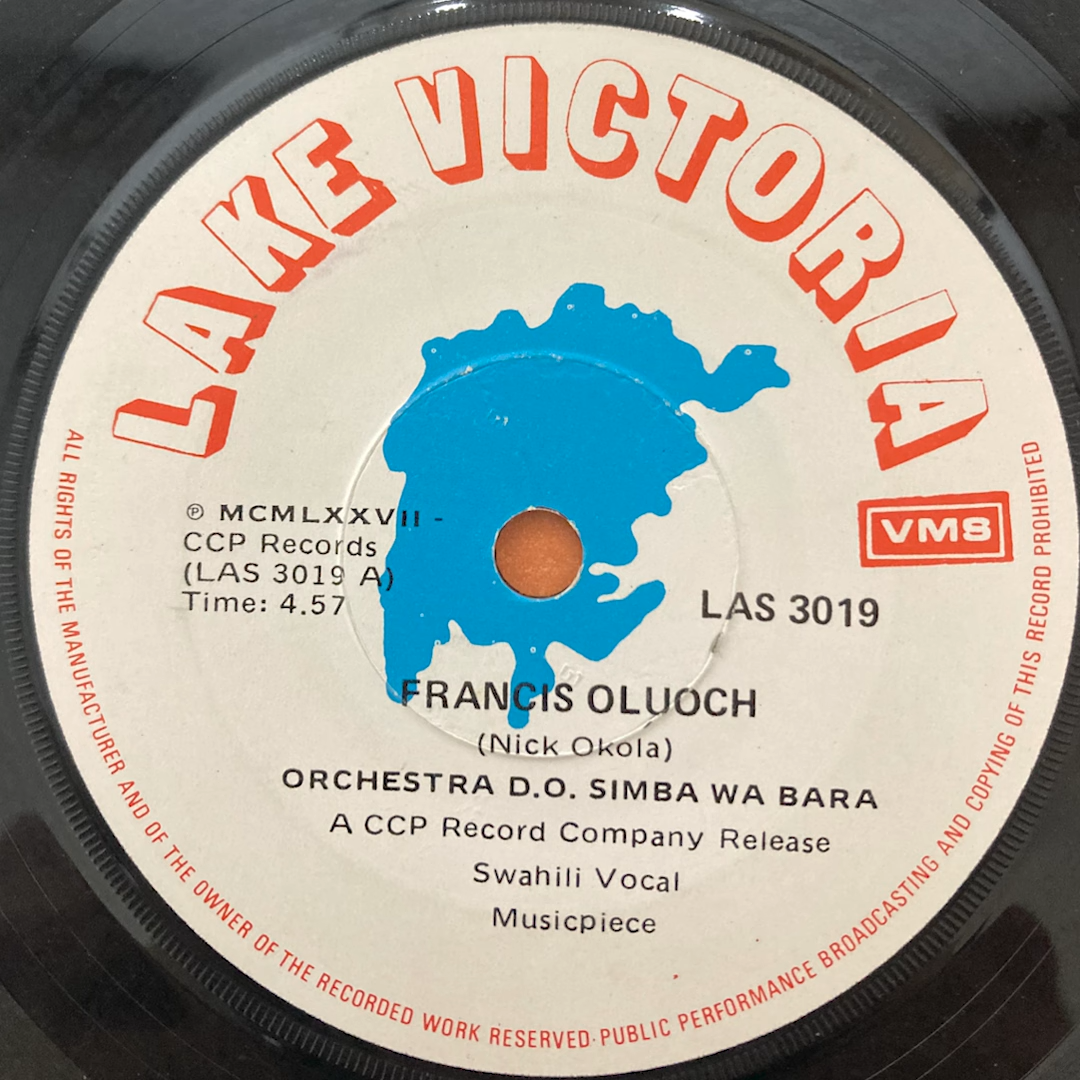 LAKE VICTORIA
℗ MCMLXXVII -
CCP Records
(LAS 3019 A)
Time: 4.57
VMS
LAS 3019
FRANCIS OLUOCH
(Nick Okola)
ORCHESTRA D.O. SIMBA WA BARA
A CCP Record Company Release
Swahili Vocal
Musicpiece
ALL RIGHTS OF THE MANUFACTURER AND OF THE OWNER OF THE RECORDED WORK RESERVED·PUBLIC PERFORMANCE BROADCASTING AND COPYING OF THIS RECORD PROHIBITED